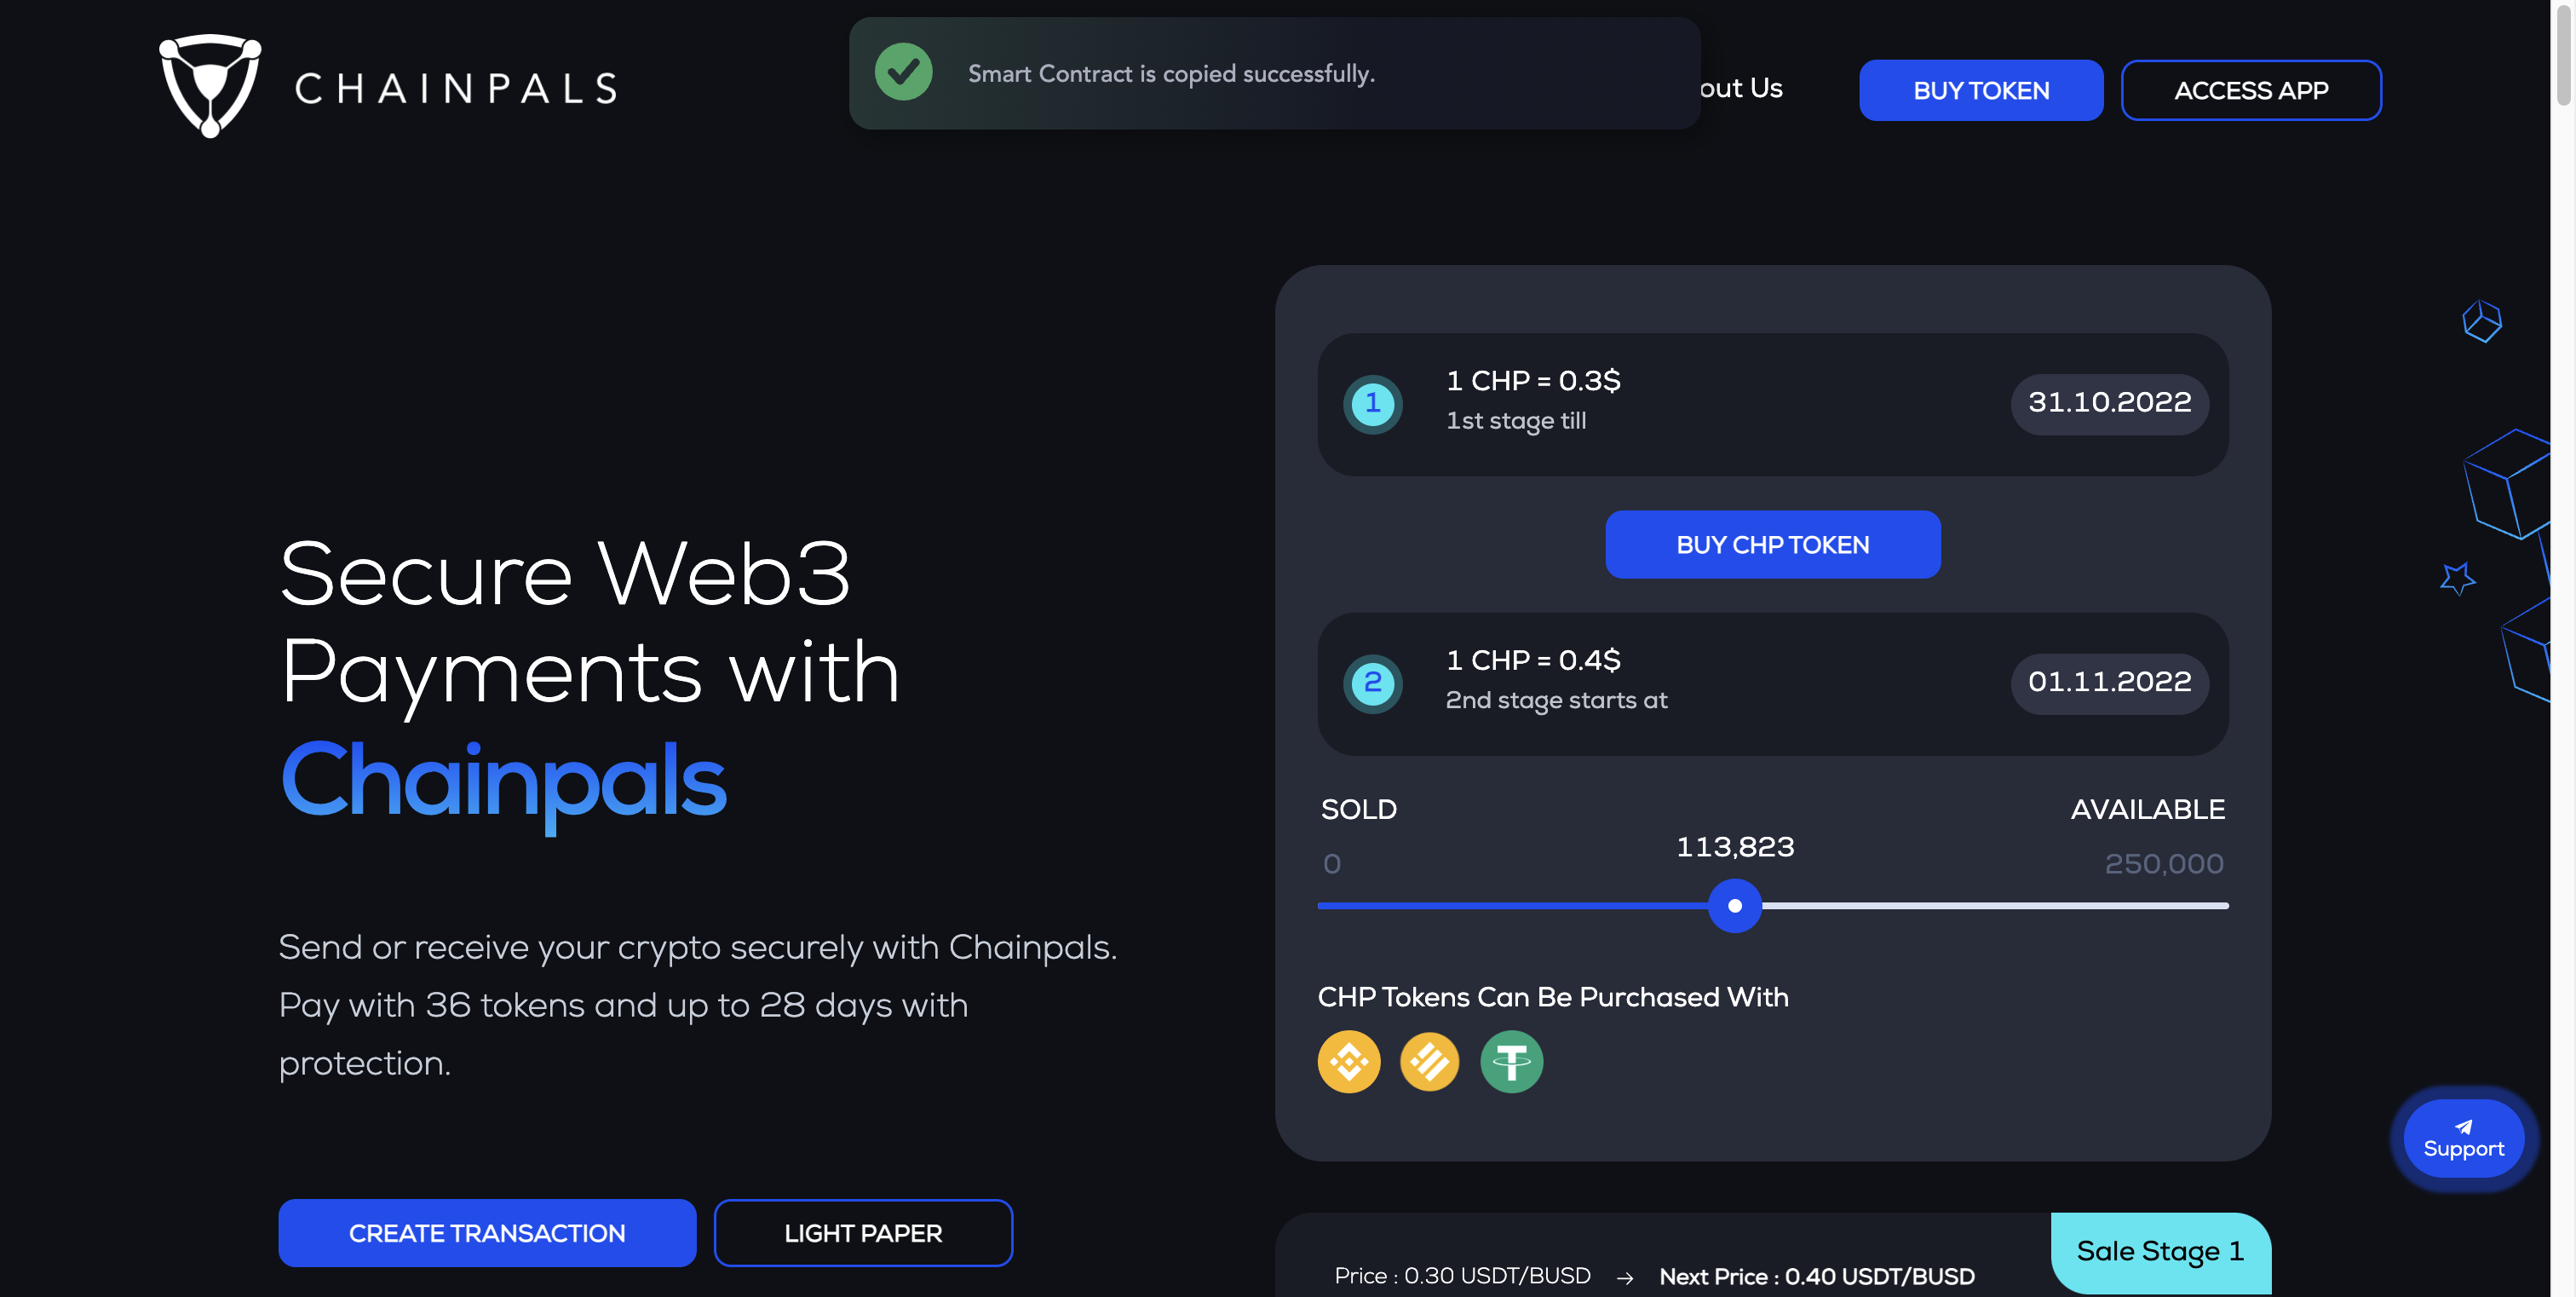 CHAINPALS
Smart Contract is copied successfully.
out Us
BUY TOKEN
ACCESS APP
Secure Web3
Payments with
Chainpals
Send or receive your crypto securely with Chainpals.
Pay with 36 tokens and up to 28 days with
protection.
CREATE TRANSACTION
LIGHT PAPER
1
1 CHP = 0.3$
1st stage till
31.10.2022
BUY CHP TOKEN
2
1 CHP = 0.4$
2nd stage starts at
01.11.2022
SOLD
AVAILABLE
113,823
0
250,000
CHP Tokens Can Be Purchased With
Support
Sale Stage 1
Price : 0.30 USDT/BUSD → Next Price : 0.40 USDT/BUSD